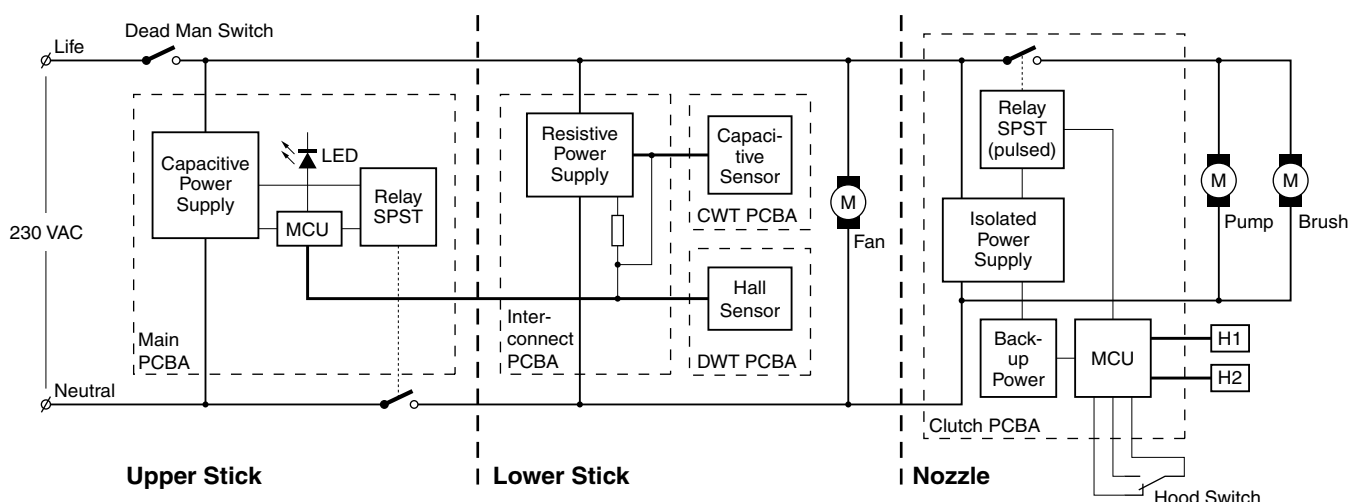 Dead Man Switch
Life
230 VAC
Neutral
Capacitive
Power
Supply
LED
MCU
Relay
SPST
Main
PCBA
Upper Stick
Resistive
Power
Supply
Inter-
connect
PCBA
Capaci-
tive
Sensor
CWT PCBA
Hall
Sensor
DWT PCBA
M
Fan
Lower Stick
Relay
SPST
(pulsed)
Isolated
Power
Supply
Back-
up
Power
MCU
Clutch PCBA
H1
H2
M
Pump
M
Brush
Hood Switch
Nozzle